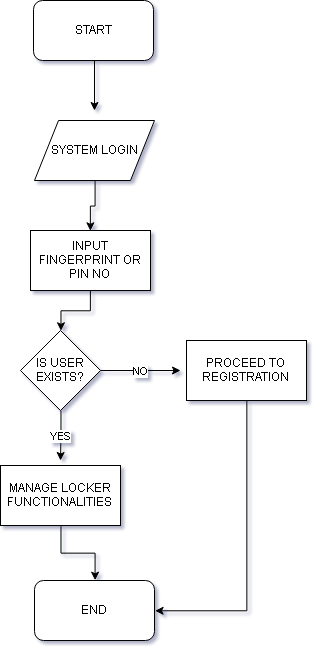 START
SYSTEM LOGIN
INPUT
FINGERPRINT OR
PIN NO
IS USER
EXISTS?
NO
PROCEED TO
REGISTRATION
YES
MANAGE LOCKER
FUNCTIONALITIES
END